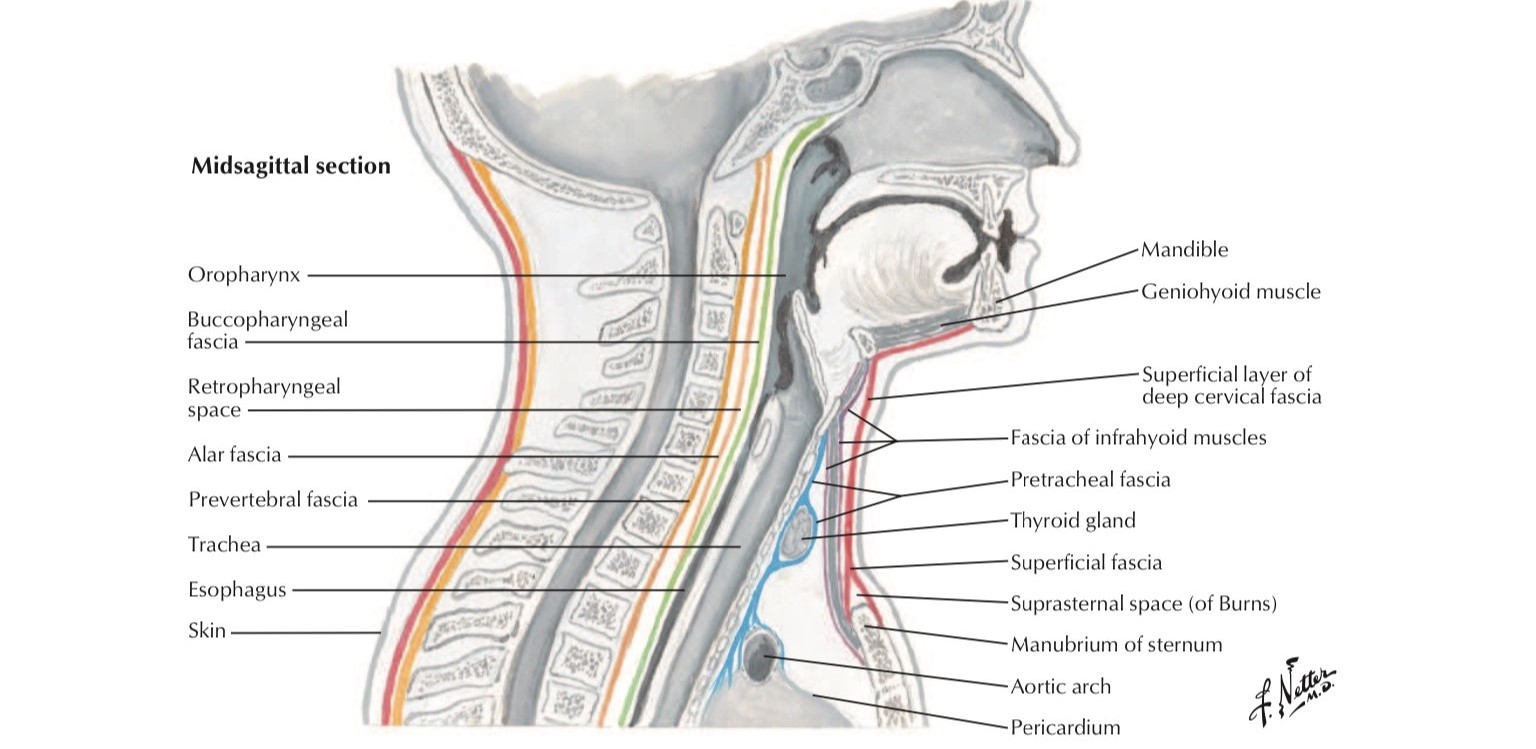 Midsagittal section
Oropharynx
Buccopharyngeal
fascia
Retropharyngeal
space
Alar fascia
Prevertebral fascia
Trachea
Esophagus
Skin
Mandible
Geniohyoid muscle
Superficial layer of
deep cervical fascia
Fascia of infrahyoid muscles
Pretracheal fascia
Thyroid gland
Superficial fascia
Suprasternal space (of Burns)
Manubrium of sternum
Aortic arch
Pericardium
F. Netter
M.D.